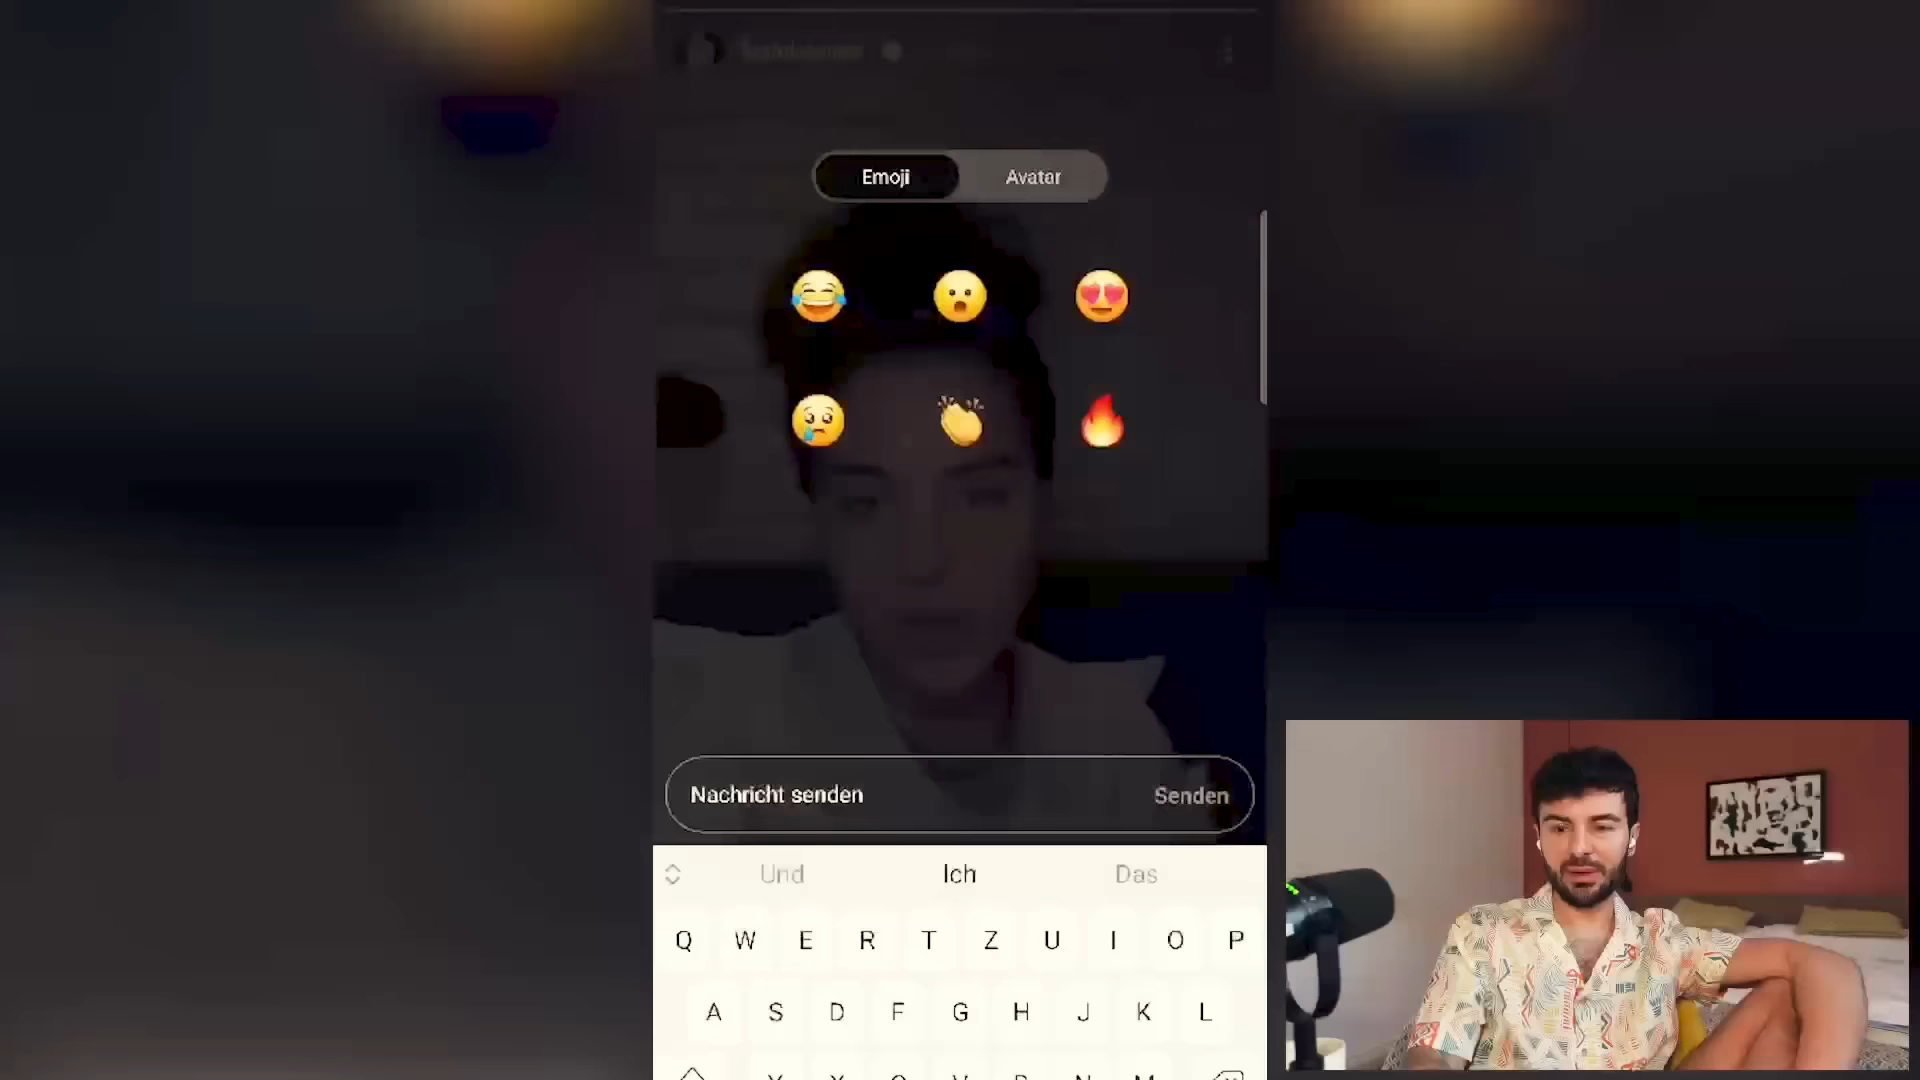 Emoji Avatar
Nachricht senden Senden
Und Ich Das
Q W E R T Z U I O P
A S D F G H J K L